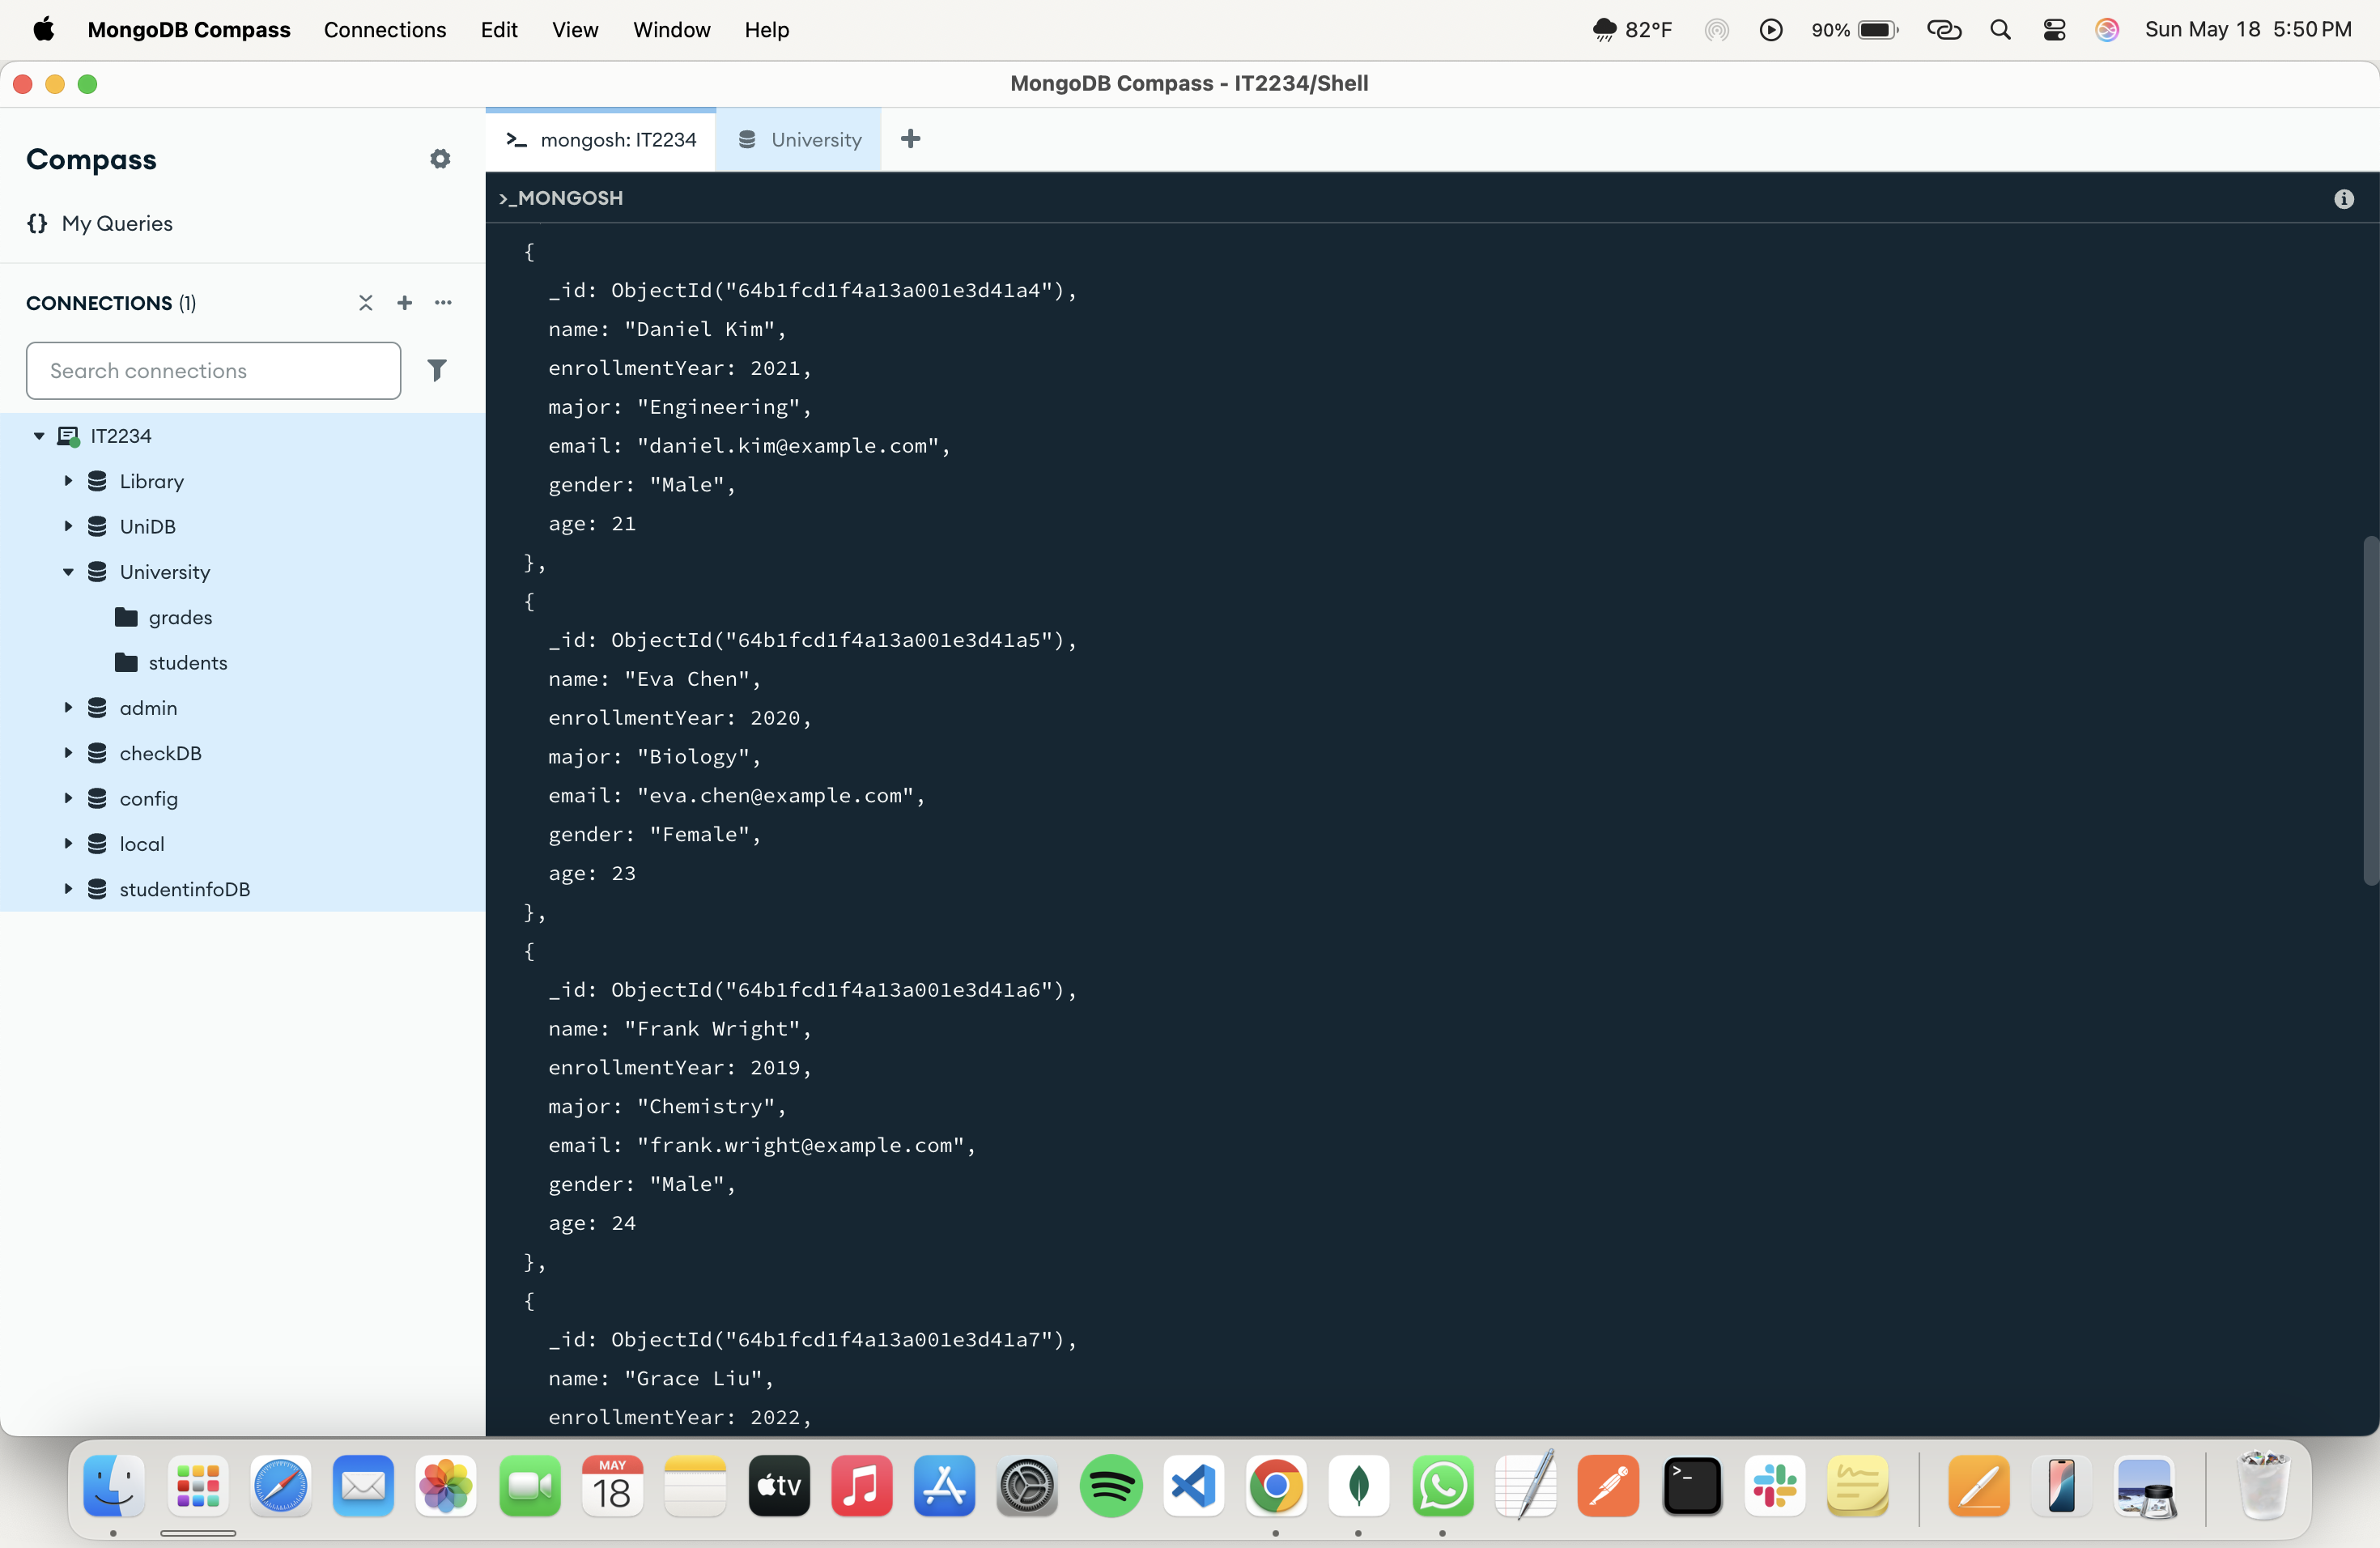 MongoDB Compass Connections Edit View Window Help 82°F 90% Sun May 18 5:50 PM
MongoDB Compass - IT2234/Shell
Compass
{} My Queries
CONNECTIONS (1)
Search connections
IT2234
Library
UniDB
University
grades
students
admin
checkDB
config
local
studentinfoDB
>_ mongosh: IT2234 University +
>_MONGOSH
{
_id: ObjectId("64b1fcd1f4a13a001e3d41a4"),
name: "Daniel Kim",
enrollmentYear: 2021,
major: "Engineering",
email: "daniel.kim@example.com",
gender: "Male",
age: 21
},
{
_id: ObjectId("64b1fcd1f4a13a001e3d41a5"),
name: "Eva Chen",
enrollmentYear: 2020,
major: "Biology",
email: "eva.chen@example.com",
gender: "Female",
age: 23
},
{
_id: ObjectId("64b1fcd1f4a13a001e3d41a6"),
name: "Frank Wright",
enrollmentYear: 2019,
major: "Chemistry",
email: "frank.wright@example.com",
gender: "Male",
age: 24
},
{
_id: ObjectId("64b1fcd1f4a13a001e3d41a7"),
name: "Grace Liu",
enrollmentYear: 2022,
MAY
18
tv
>_